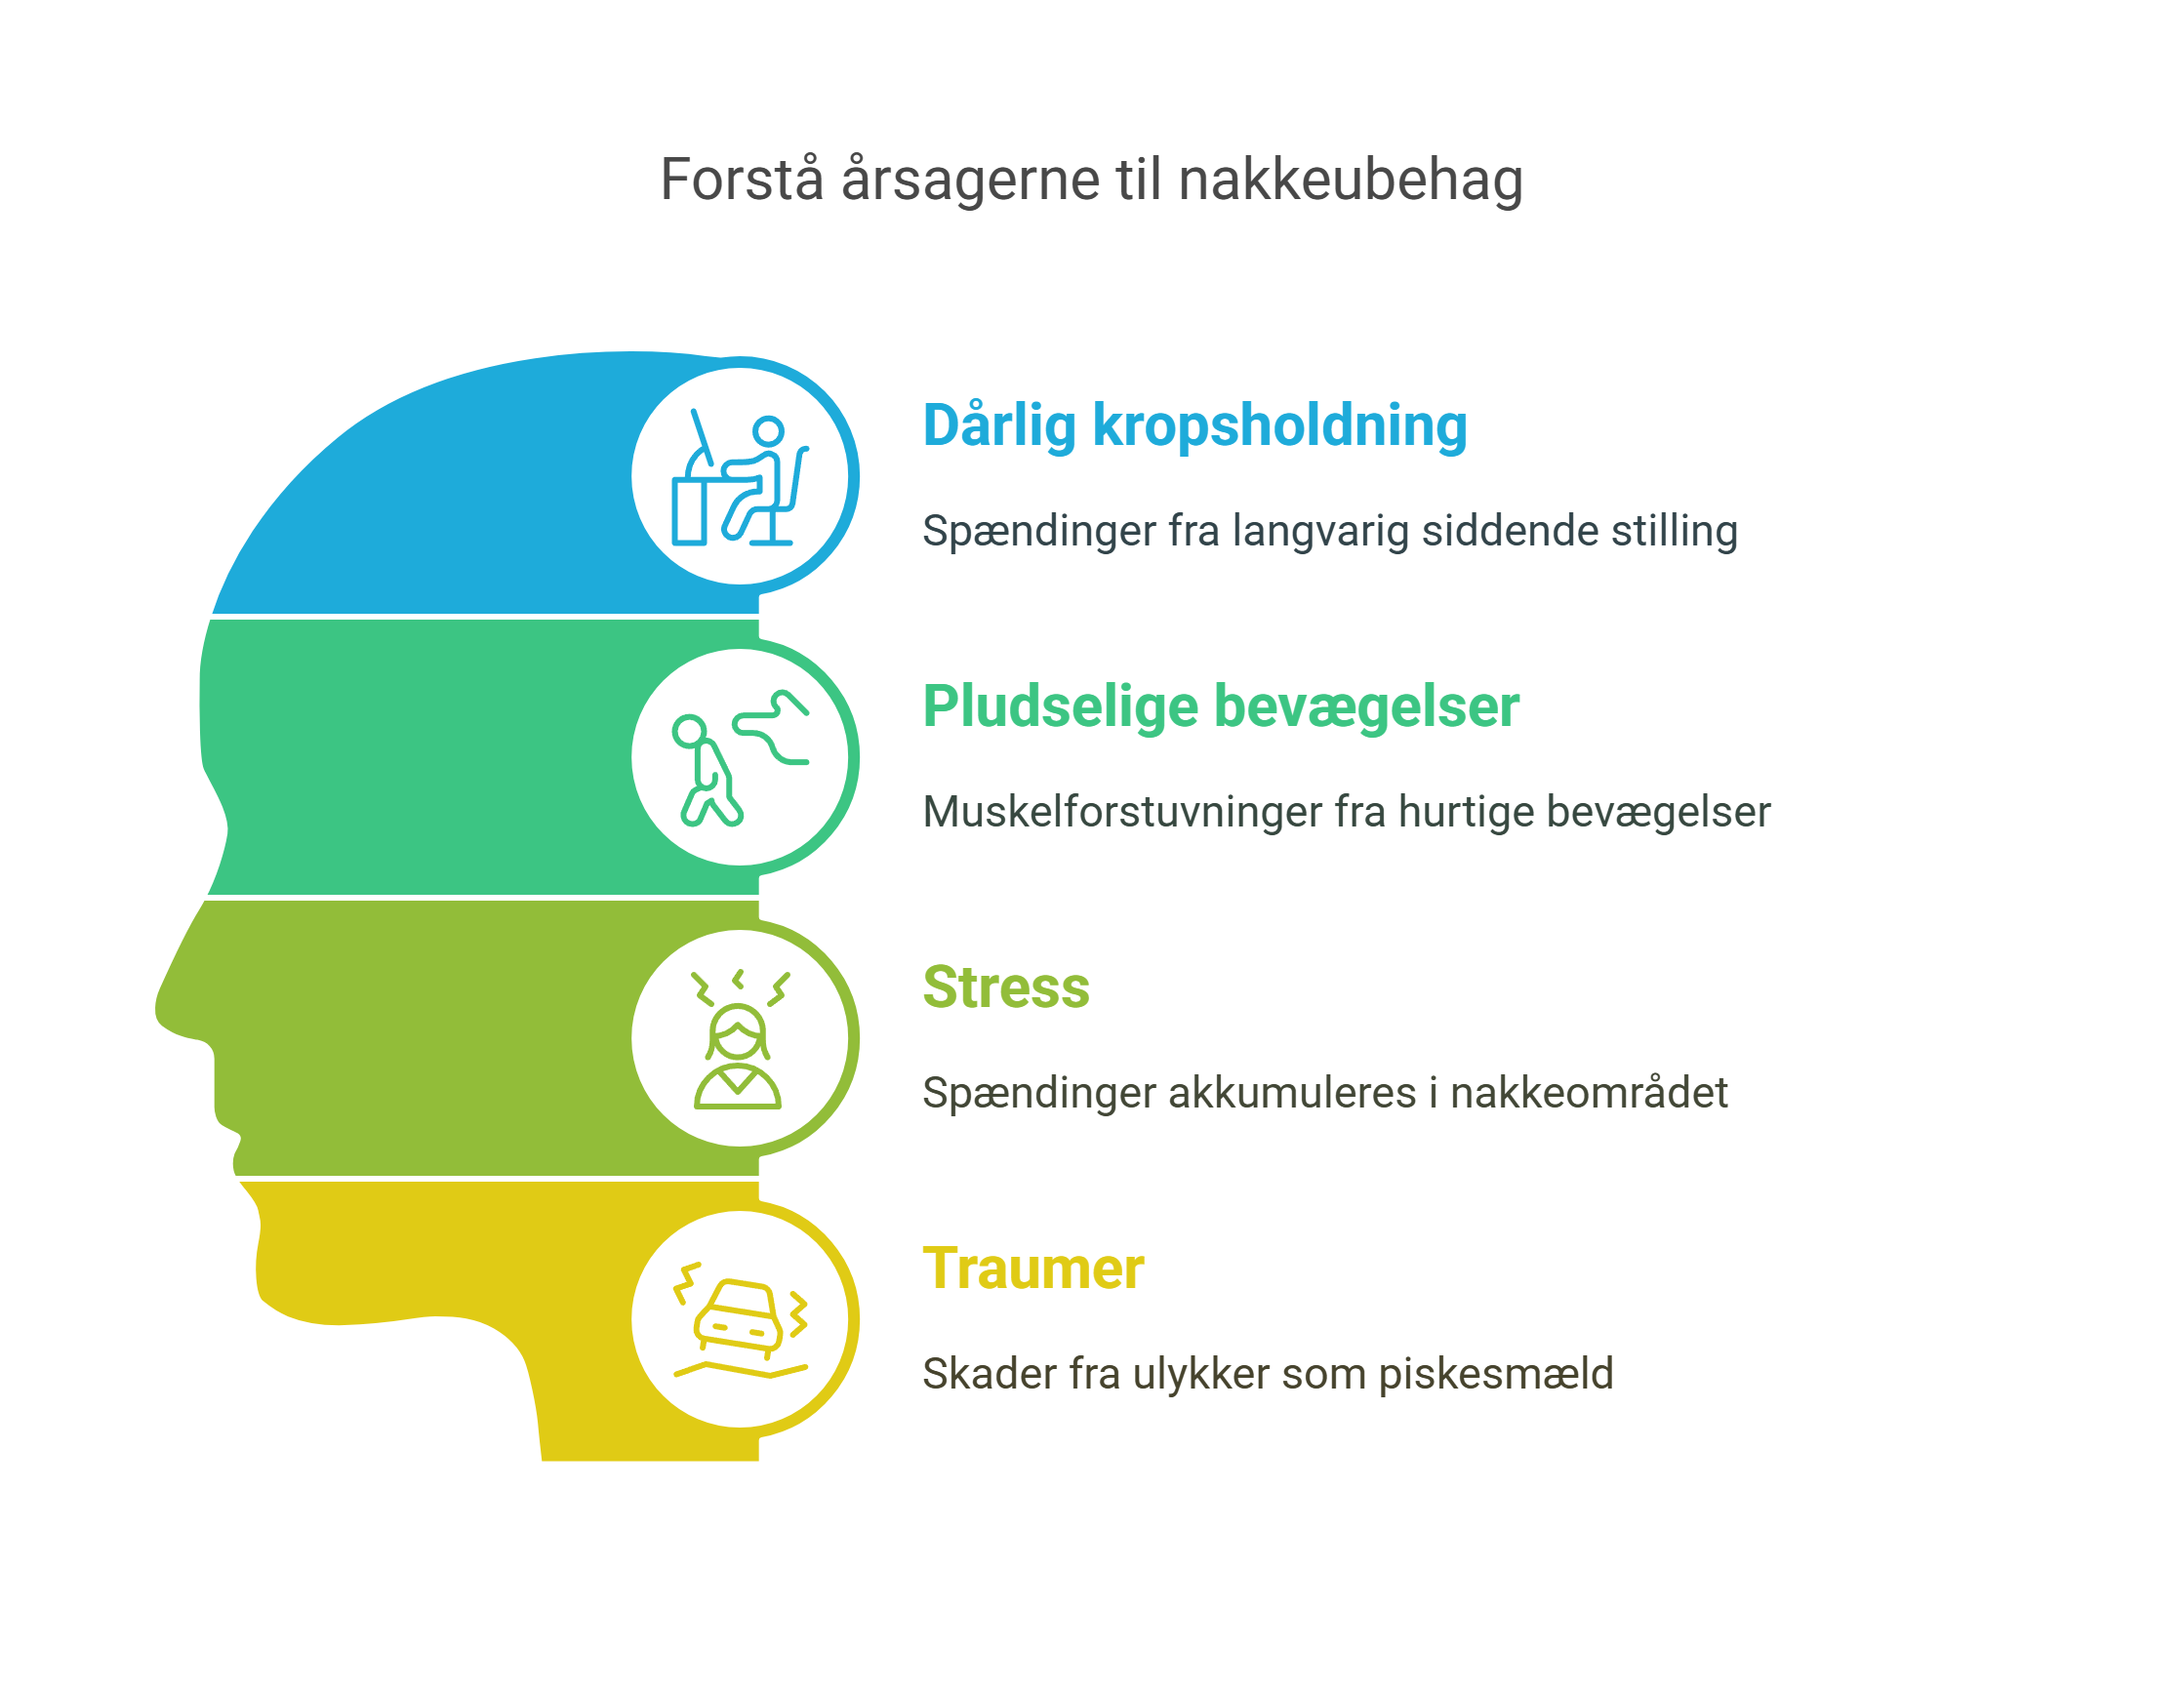 Forstå årsagerne til nakkeubehag
Dårlig kropsholdning
Spændinger fra langvarig siddende stilling
Pludselige bevægelser
Muskelforstuvninger fra hurtige bevægelser
Stress
Spændinger akkumuleres i nakkeområdet
Traumer
Skader fra ulykker som piskesmæld